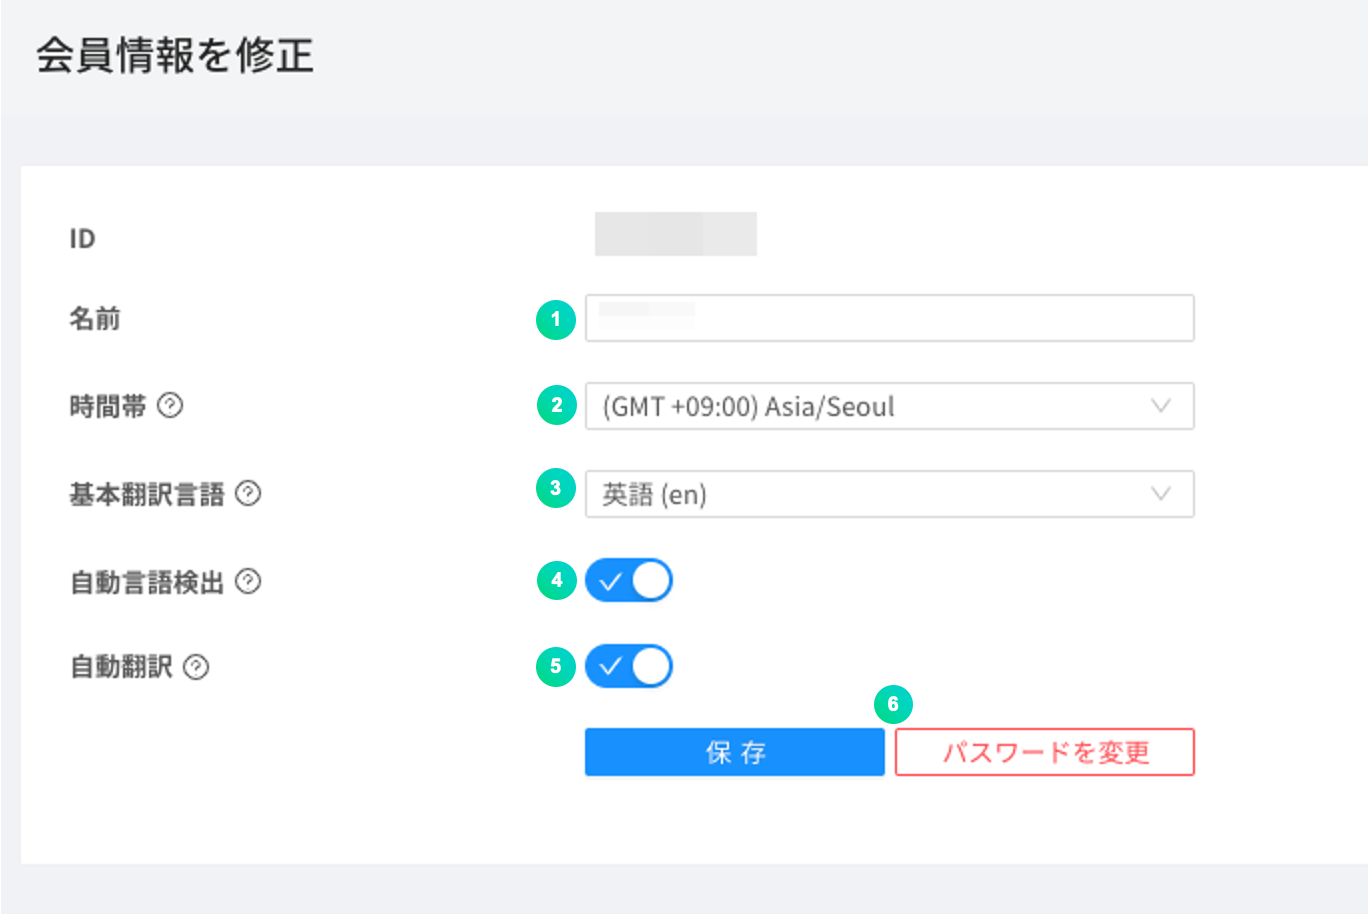 会員情報を修正
ID
名前
1
時間帯 ?
2
(GMT +09:00) Asia/Seoul
基本翻訳言語 ?
3
英語 (en)
自動言語検出 ?
4
自動翻訳 ?
5
6
保存
パスワードを変更